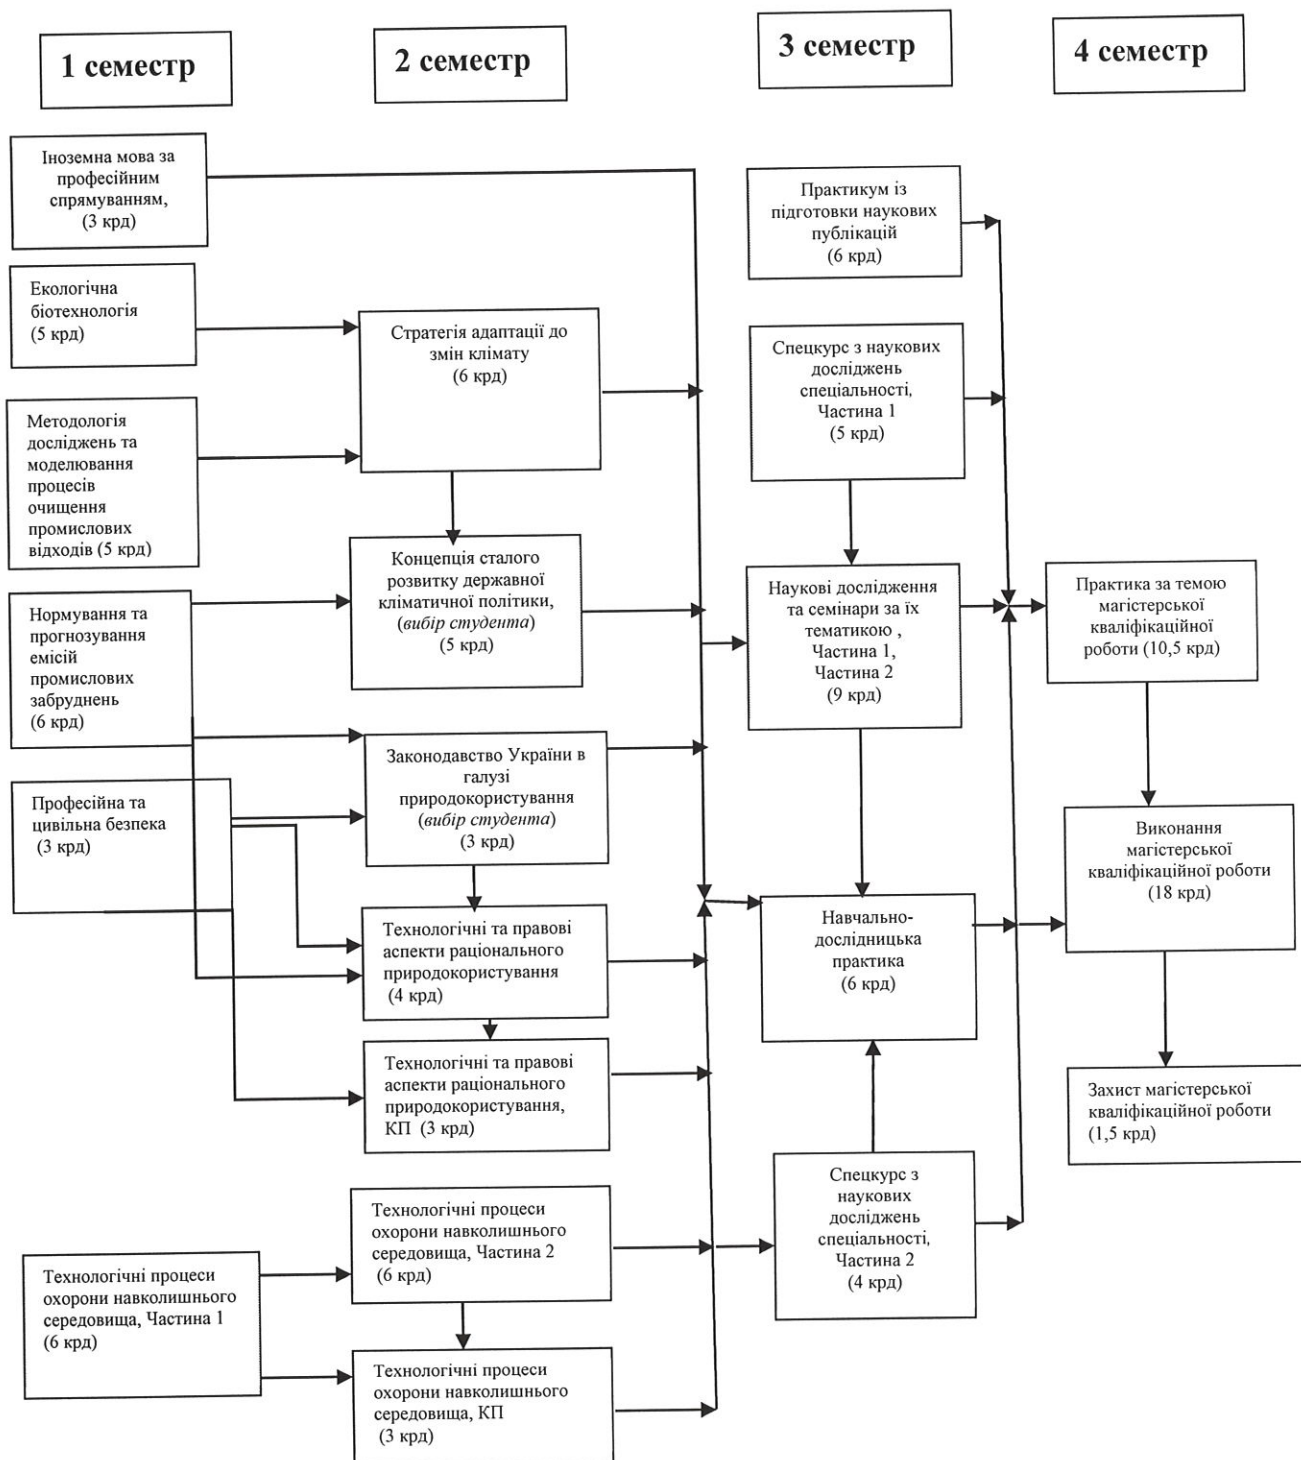 1 семестр
2 семестр
3 семестр
4 семестр
Іноземна мова за
професійним
спрямуванням,
(3 крд)
Екологічна
біотехнологія
(5 крд)
Методологія
досліджень та
моделювання
процесів
очищення
промислових
відходів (5 крд)
Нормування та
прогнозування
емісій
промислових
забруднень
(6 крд)
Професійна та
цивільна безпека
(3 крд)
Технологічні процеси
охорони навколишнього
середовища, Частина 1
(6 крд)
Стратегія адаптації до
змін клімату
(6 крд)
Концепція сталого
розвитку державної
кліматичної політики,
(вибір студента)
(5 крд)
Законодавство України в
галузі
природокористування
(вибір студента)
(3 крд)
Технологічні та правові
аспекти раціонального
природокористування
(4 крд)
Технологічні та правові
аспекти раціонального
природокористування,
КП (3 крд)
Технологічні процеси
охорони навколишнього
середовища, Частина 2
(6 крд)
Технологічні процеси
охорони навколишнього
середовища, КП
(3 крд)
Практикум із
підготовки наукових
публікацій
(6 крд)
Спецкурс з наукових
досліджень
спеціальності,
Частина 1
(5 крд)
Наукові дослідження
та семінари за їх
тематикою ,
Частина 1,
Частина 2
(9 крд)
Навчально-
дослідницька
практика
(6 крд)
Спецкурс з
наукових
досліджень
спеціальності,
Частина 2
(4 крд)
Практика за темою
магістерської
кваліфікаційної
роботи (10,5 крд)
Виконання
магістерської
кваліфікаційної роботи
(18 крд)
Захист магістерської
кваліфікаційної роботи
(1,5 крд)